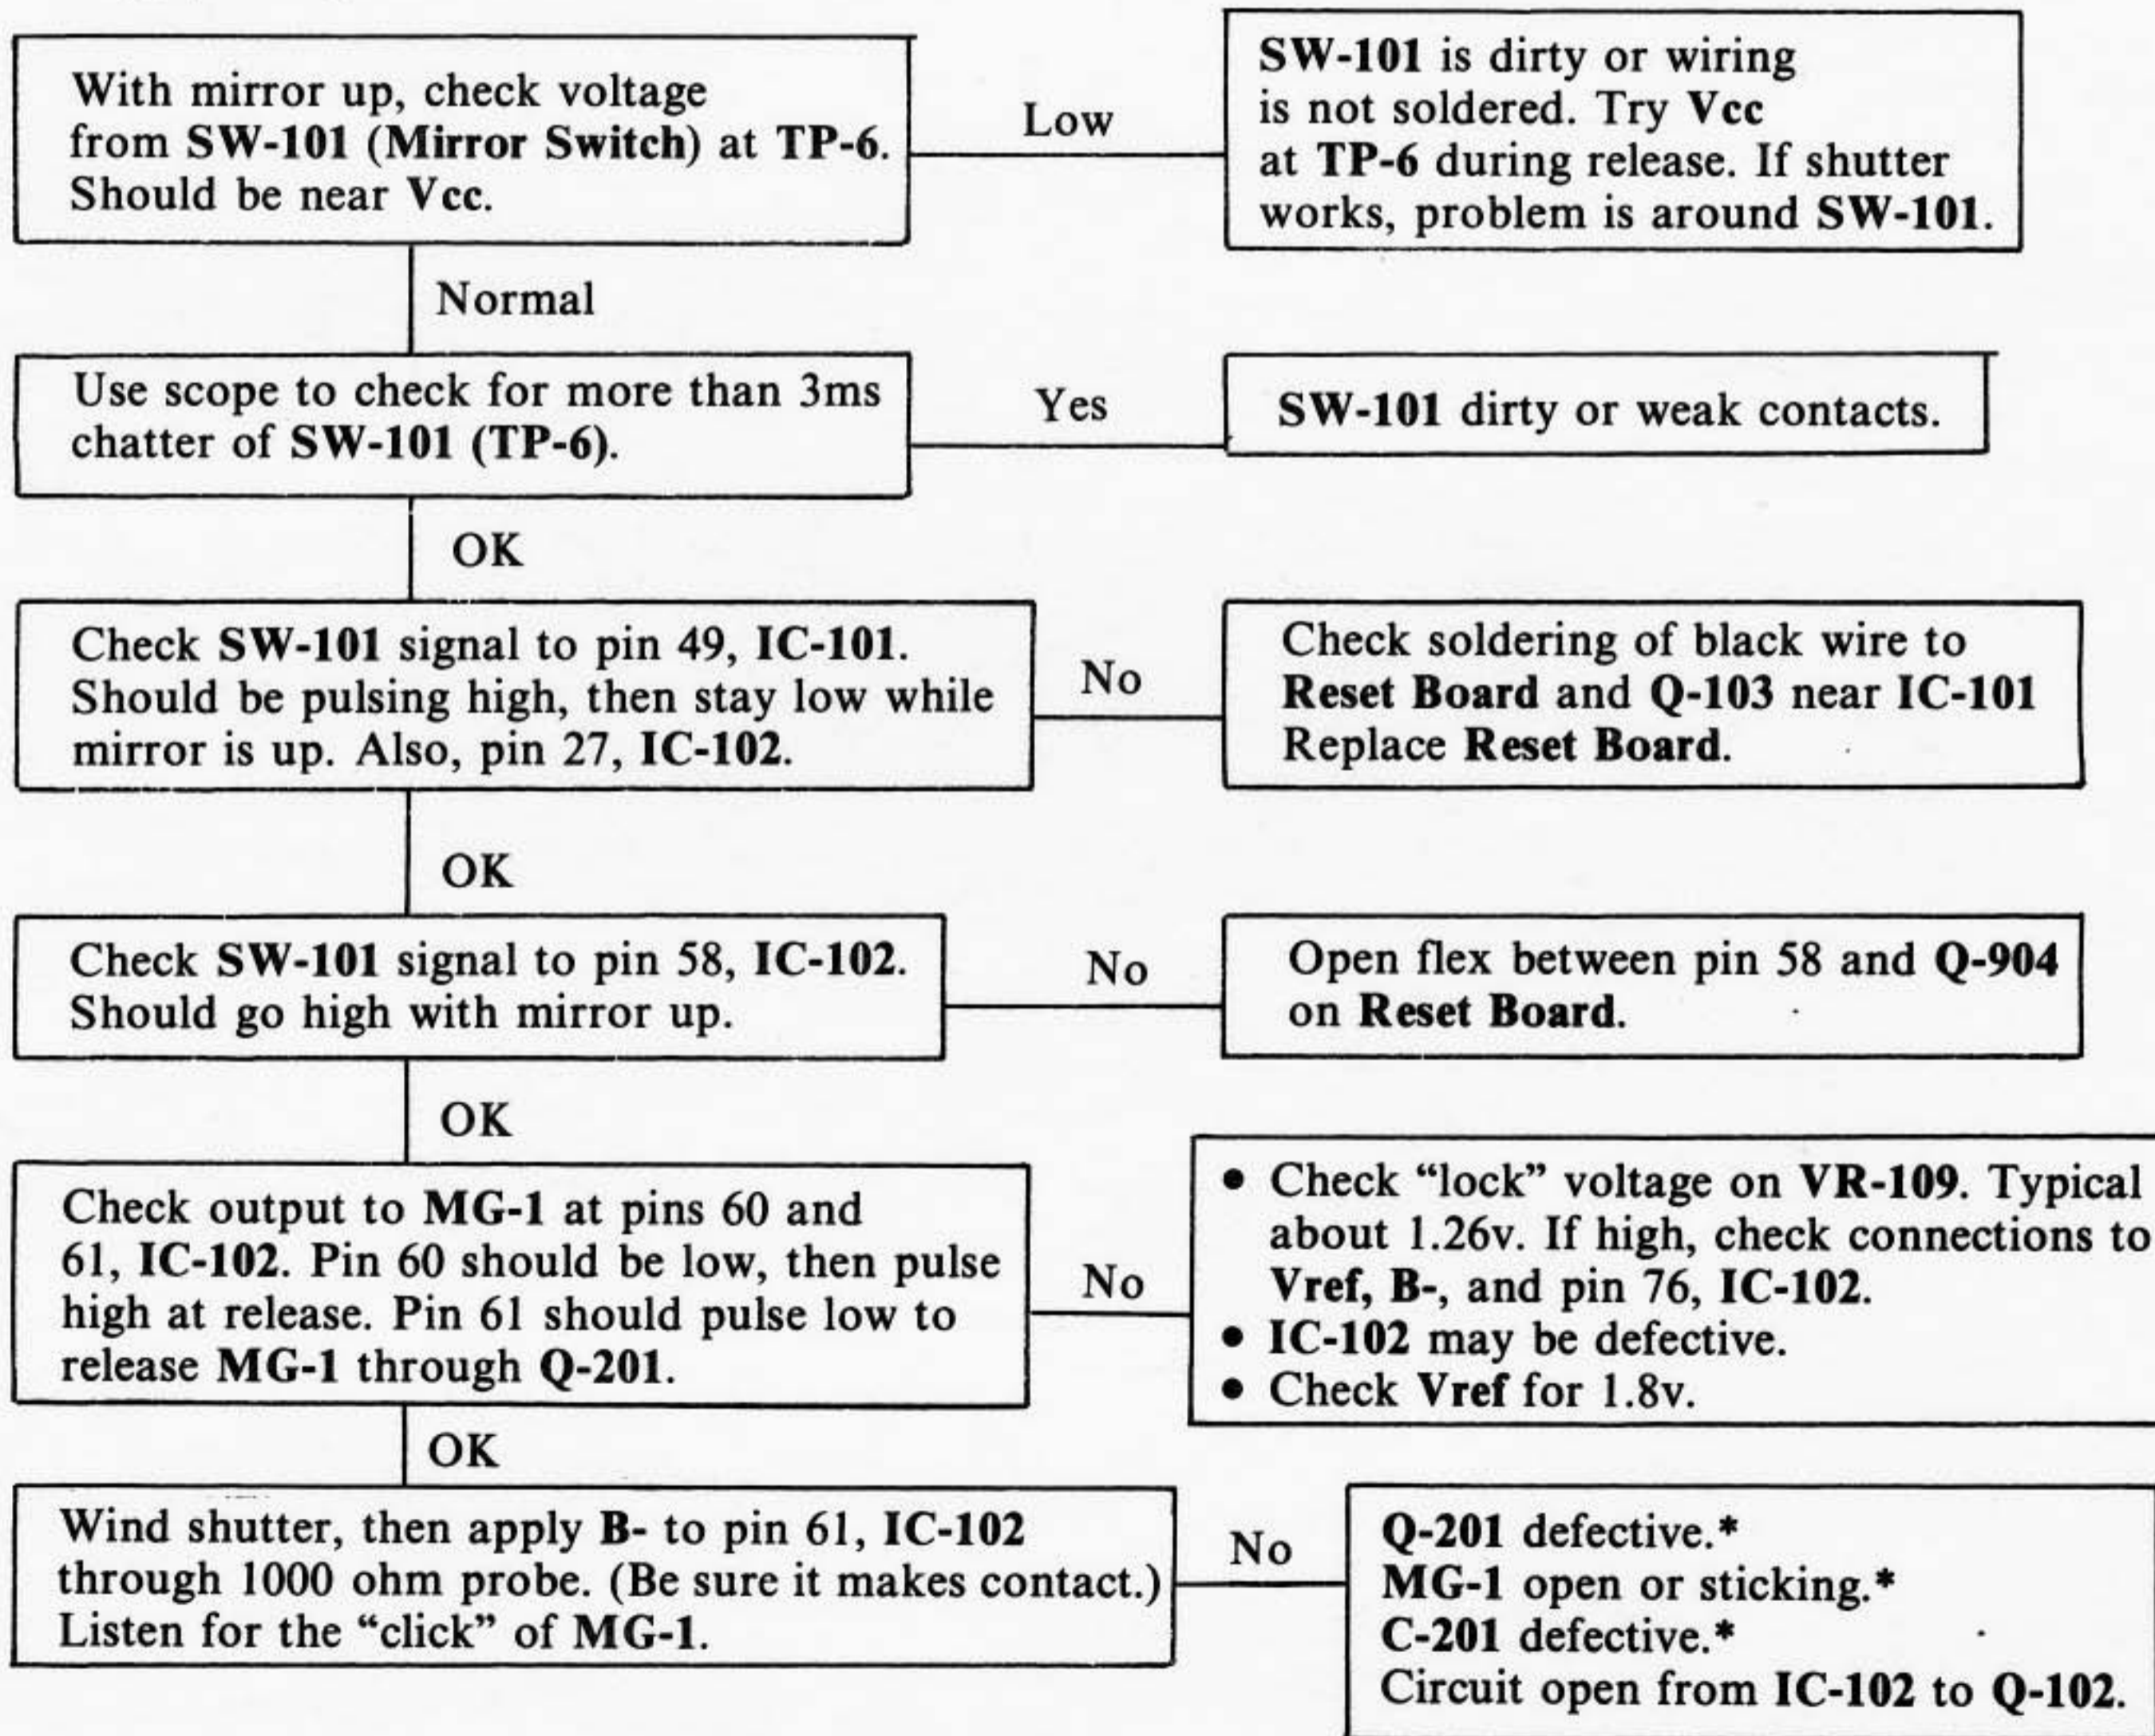 With mirror up, check voltage
from SW-101 (Mirror Switch) at TP-6.
Should be near Vcc.
Low
SW-101 is dirty or wiring
is not soldered. Try Vcc
at TP-6 during release. If shutter
works, problem is around SW-101.
Normal
Use scope to check for more than 3ms
chatter of SW-101 (TP-6).
Yes
SW-101 dirty or weak contacts.
OK
Check SW-101 signal to pin 49, IC-101.
Should be pulsing high, then stay low while
mirror is up. Also, pin 27, IC-102.
No
Check soldering of black wire to
Reset Board and Q-103 near IC-101
Replace Reset Board.
OK
Check SW-101 signal to pin 58, IC-102.
Should go high with mirror up.
No
Open flex between pin 58 and Q-904
on Reset Board.
OK
Check output to MG-1 at pins 60 and
61, IC-102. Pin 60 should be low, then pulse
high at release. Pin 61 should pulse low to
release MG-1 through Q-201.
No
• Check “lock” voltage on VR-109. Typical
about 1.26v. If high, check connections to
Vref, B-, and pin 76, IC-102.
• IC-102 may be defective.
• Check Vref for 1.8v.
OK
Wind shutter, then apply B- to pin 61, IC-102
through 1000 ohm probe. (Be sure it makes contact.)
Listen for the “click” of MG-1.
No
Q-201 defective.*
MG-1 open or sticking.*
C-201 defective.*
Circuit open from IC-102 to Q-102.